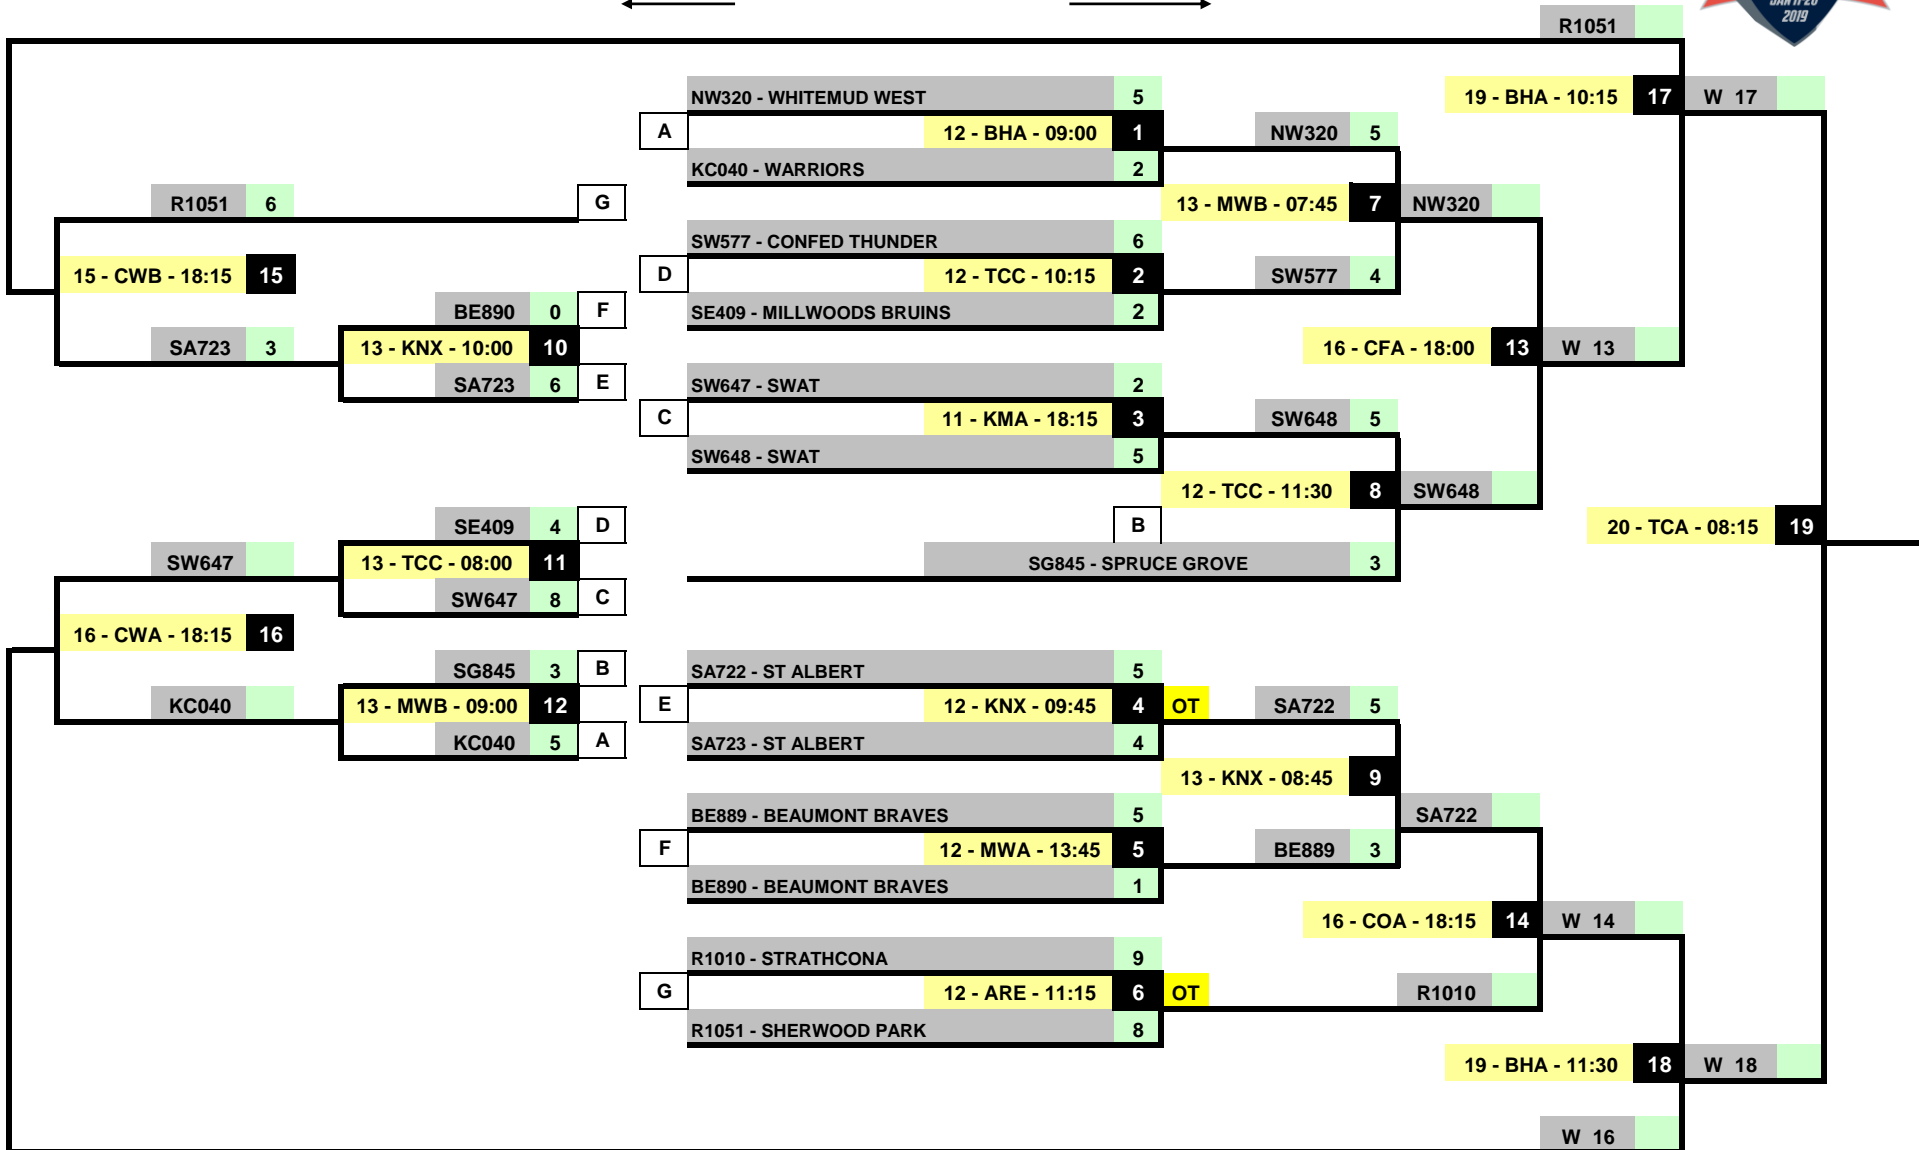 JAN 11-20
2019
R1051
NW320 - WHITEMUD WEST 5
19 - BHA - 10:15 17 W 17
A 12 - BHA - 09:00 1 NW320 5
KC040 - WARRIORS 2
R1051 6 G 13 - MWB - 07:45 7 NW320
SW577 - CONFED THUNDER 6
15 - CWB - 18:15 15 D 12 - TCC - 10:15 2 SW577 4
BE890 0 F SE409 - MILLWOODS BRUINS 2
SA723 3 13 - KNX - 10:00 10 16 - CFA - 18:00 13 W 13
SA723 6 E SW647 - SWAT 2
C 11 - KMA - 18:15 3 SW648 5
SW648 - SWAT 5
12 - TCC - 11:30 8 SW648
SE409 4 D B 20 - TCA - 08:15 19
SW647 13 - TCC - 08:00 11 SG845 - SPRUCE GROVE 3
SW647 8 C
16 - CWA - 18:15 16
SG845 3 B SA722 - ST ALBERT 5
KC040 13 - MWB - 09:00 12 E 12 - KNX - 09:45 4 OT SA722 5
KC040 5 A SA723 - ST ALBERT 4
13 - KNX - 08:45 9
BE889 - BEAUMONT BRAVES 5 SA722
F 12 - MWA - 13:45 5 BE889 3
BE890 - BEAUMONT BRAVES 1
16 - COA - 18:15 14 W 14
R1010 - STRATHCONA 9
G 12 - ARE - 11:15 6 OT R1010
R1051 - SHERWOOD PARK 8
19 - BHA - 11:30 18 W 18
W 16